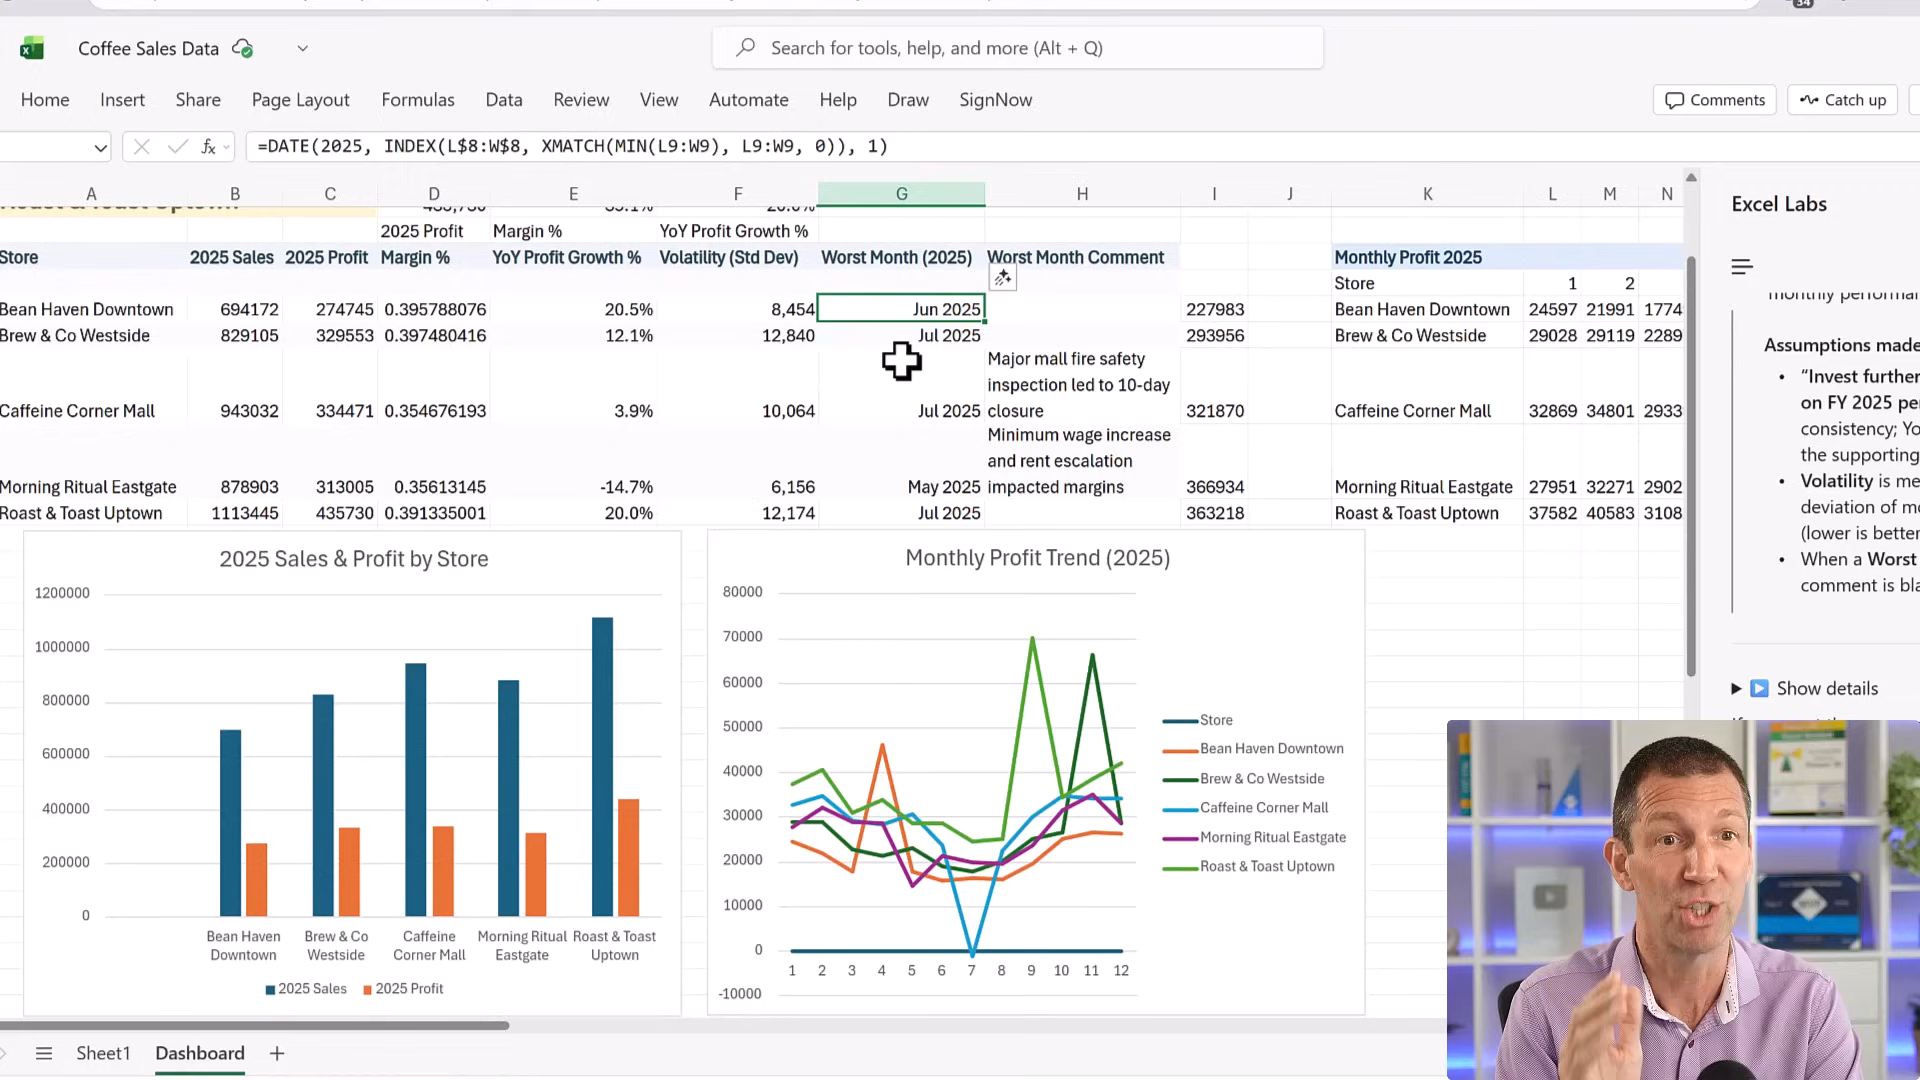 34
Coffee Sales Data
Search for tools, help, and more (Alt + Q)
Home Insert Share Page Layout Formulas Data Review View Automate Help Draw SignNow
Comments Catch up
fx =DATE(2025, INDEX(L$8:W$8, XMATCH(MIN(L9:W9), L9:W9, 0)), 1)
A B C D E F G H I J K L M N
2025 Profit Margin % YoY Profit Growth %
Store 2025 Sales 2025 Profit Margin % YoY Profit Growth % Volatility (Std Dev) Worst Month (2025) Worst Month Comment Monthly Profit 2025
Store 1 2
Bean Haven Downtown 694172 274745 0.395788076 20.5% 8,454 Jun 2025 227983 Bean Haven Downtown 24597 21991 1774
Brew & Co Westside 829105 329553 0.397480416 12.1% 12,840 Jul 2025 293956 Brew & Co Westside 29028 29119 2289
Major mall fire safety
inspection led to 10-day
Caffeine Corner Mall 943032 334471 0.354676193 3.9% 10,064 Jul 2025 closure 321870 Caffeine Corner Mall 32869 34801 2933
Minimum wage increase
and rent escalation
Morning Ritual Eastgate 878903 313005 0.35613145 -14.7% 6,156 May 2025 impacted margins 366934 Morning Ritual Eastgate 27951 32271 2902
Roast & Toast Uptown 1113445 435730 0.391335001 20.0% 12,174 Jul 2025 363218 Roast & Toast Uptown 37582 40583 3108
2025 Sales & Profit by Store
1200000
1000000
800000
600000
400000
200000
0
Bean Haven Brew & Co Caffeine Morning Ritual Roast & Toast
Downtown Westside Corner Mall Eastgate Uptown
2025 Sales 2025 Profit
Monthly Profit Trend (2025)
80000
70000
60000
50000
40000
30000
20000
10000
0
1 2 3 4 5 6 7 8 9 10 11 12
-10000
Store
Bean Haven Downtown
Brew & Co Westside
Caffeine Corner Mall
Morning Ritual Eastgate
Roast & Toast Uptown
Excel Labs
monthly
Assumptions made
• “Invest further
on FY 2025
consistency; Yo
the supporting
• Volatility is me
deviation of mo
(lower is better
• When a Worst
comment is bla
Show details
Sheet1 Dashboard